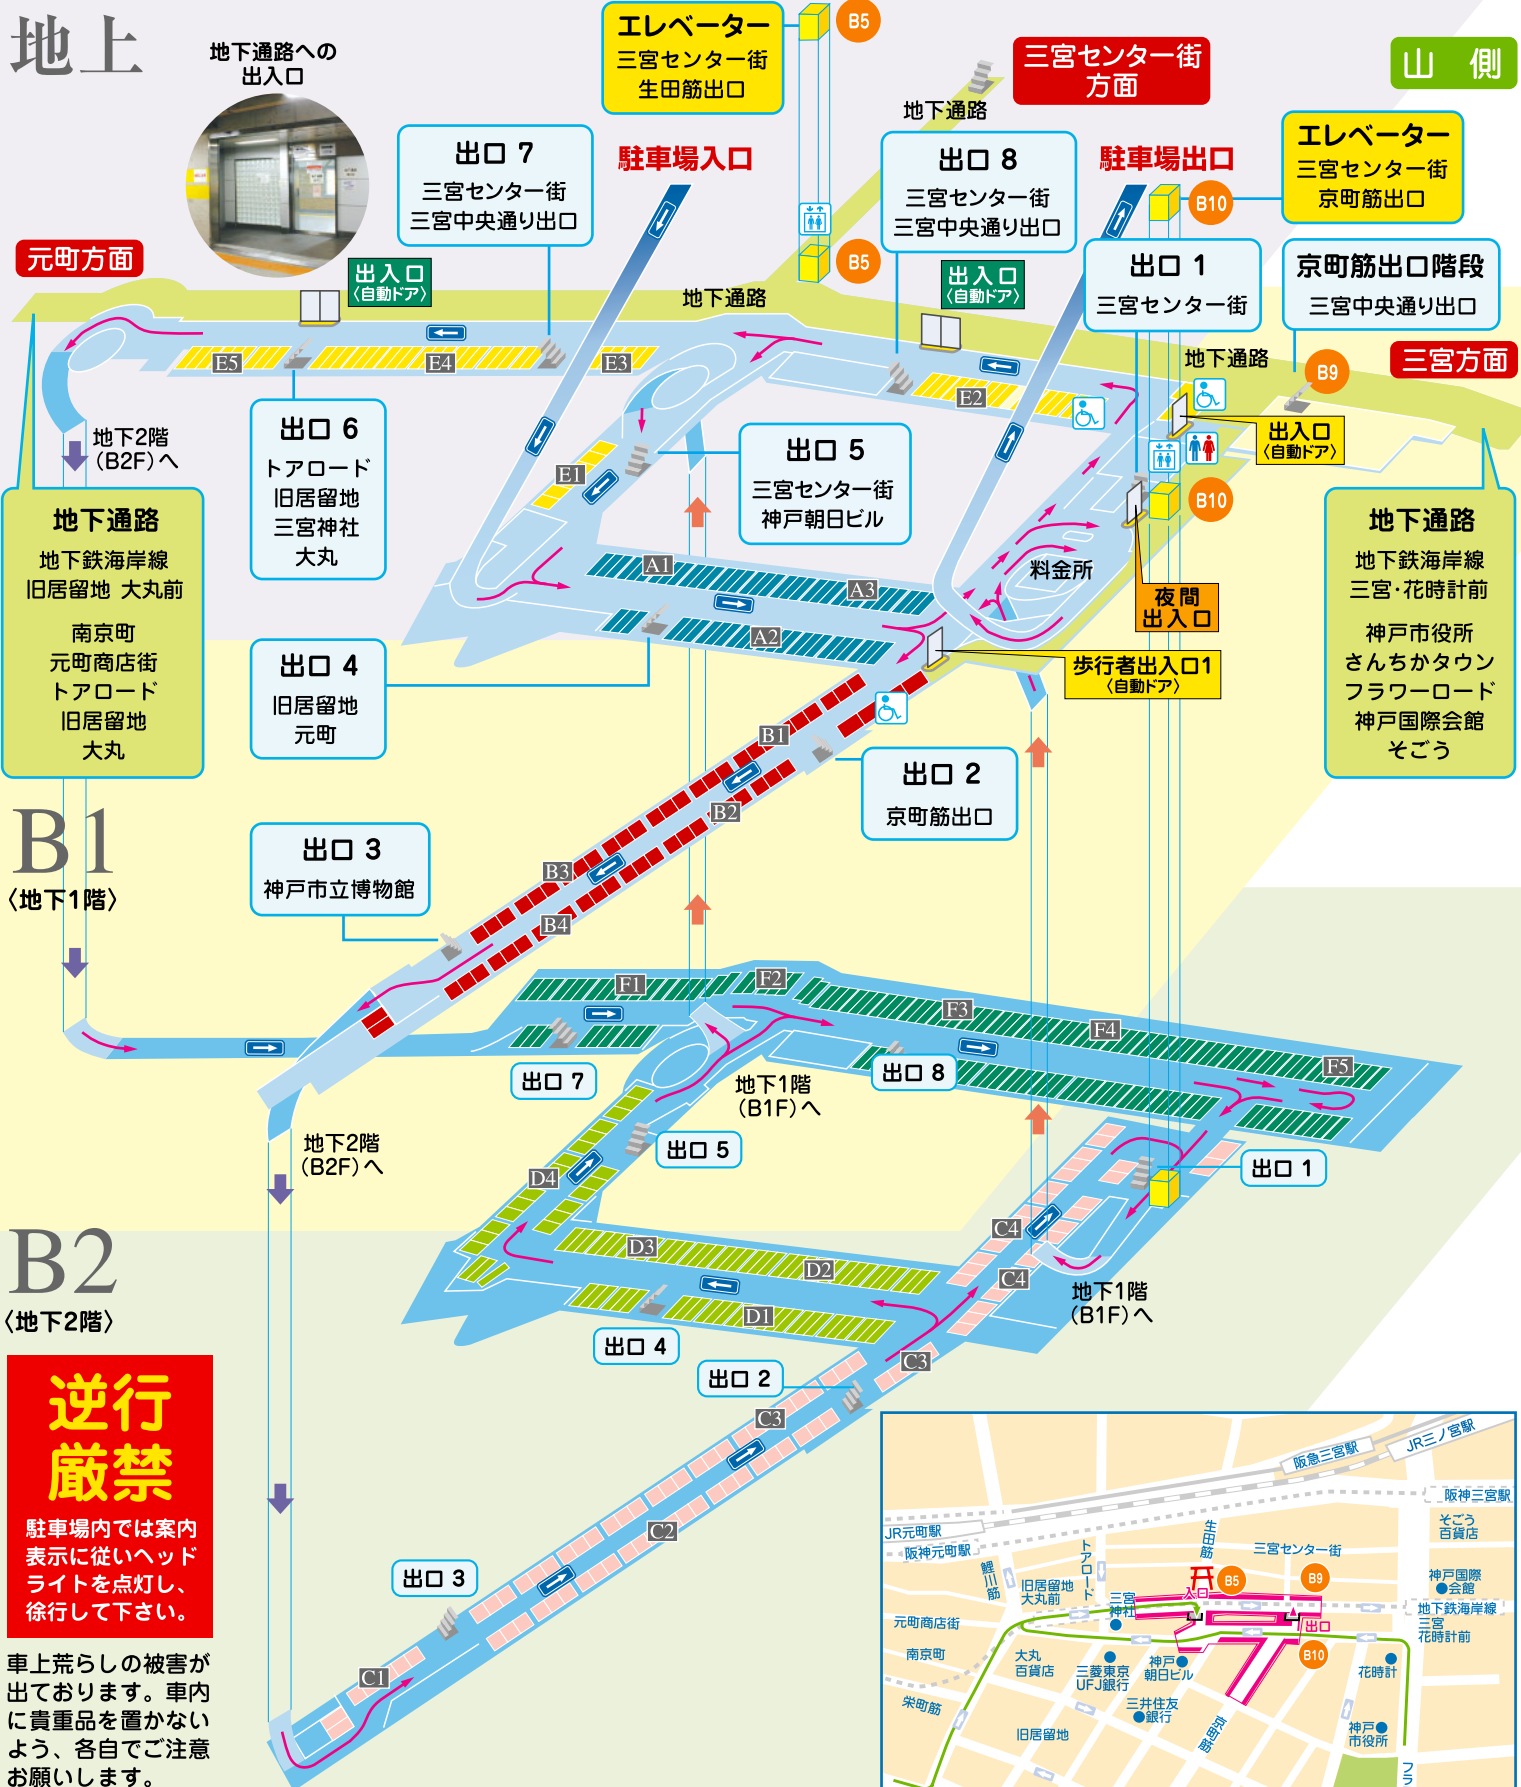 地上
地下通路への
出入口
エレベーター
三宮センター街
生田筋出口
B5
三宮センター街
方面
山 側
地下通路
出口 7
三宮センター街
三宮中央通り出口
駐車場入口
出口 8
三宮センター街
三宮中央通り出口
駐車場出口
エレベーター
三宮センター街
京町筋出口
B10
B5
元町方面
出入口
〈自動ドア〉
地下通路
出入口
〈自動ドア〉
出口 1
三宮センター街
京町筋出口階段
三宮中央通り出口
地下通路
B9
三宮方面
E5
E4
E3
E2
E1
地下2階
(B2F)へ
出口 6
トアロード
旧居留地
三宮神社
大丸
出口 5
三宮センター街
神戸朝日ビル
出入口
〈自動ドア〉
B10
地下通路
地下鉄海岸線
旧居留地 大丸前
南京町
元町商店街
トアロード
旧居留地
大丸
地下通路
地下鉄海岸線
三宮・花時計前
神戸市役所
さんちかタウン
フラワーロード
神戸国際会館
そごう
A1
A3
A2
料金所
夜間
出入口
歩行者出入口1
〈自動ドア〉
出口 4
旧居留地
元町
B1
B2
出口 2
京町筋出口
B1
〈地下1階〉
出口 3
神戸市立博物館
B3
B4
F1
F2
F3
F4
F5
出口 7
出口 8
地下1階
(B1F)へ
出口 5
地下2階
(B2F)へ
D4
出口 1
C4
C4
地下1階
(B1F)へ
D3
D2
D1
出口 4
B2
〈地下2階〉
出口 2
C3
C3
C2
出口 3
C1
逆行
厳禁
駐車場内では案内
表示に従いヘッド
ライトを点灯し、
徐行して下さい。
車上荒らしの被害が
出ております。車内
に貴重品を置かない
よう、各自でご注意
お願いします。
阪急三宮駅
JR三ノ宮駅
阪神三宮駅
JR元町駅
阪神元町駅
そごう
百貨店
生田筋
三宮センター街
トアロード
鯉川筋
旧居留地
大丸前
三宮
神社
入口
B5
B9
神戸国際
会館
地下鉄海岸線
三宮
花時計前
元町商店街
南京町
出口
B10
大丸
百貨店
三菱東京
UFJ銀行
神戸
朝日ビル
花時計
栄町筋
三井住友
銀行
旧居留地
京町筋
神戸
市役所
フラ